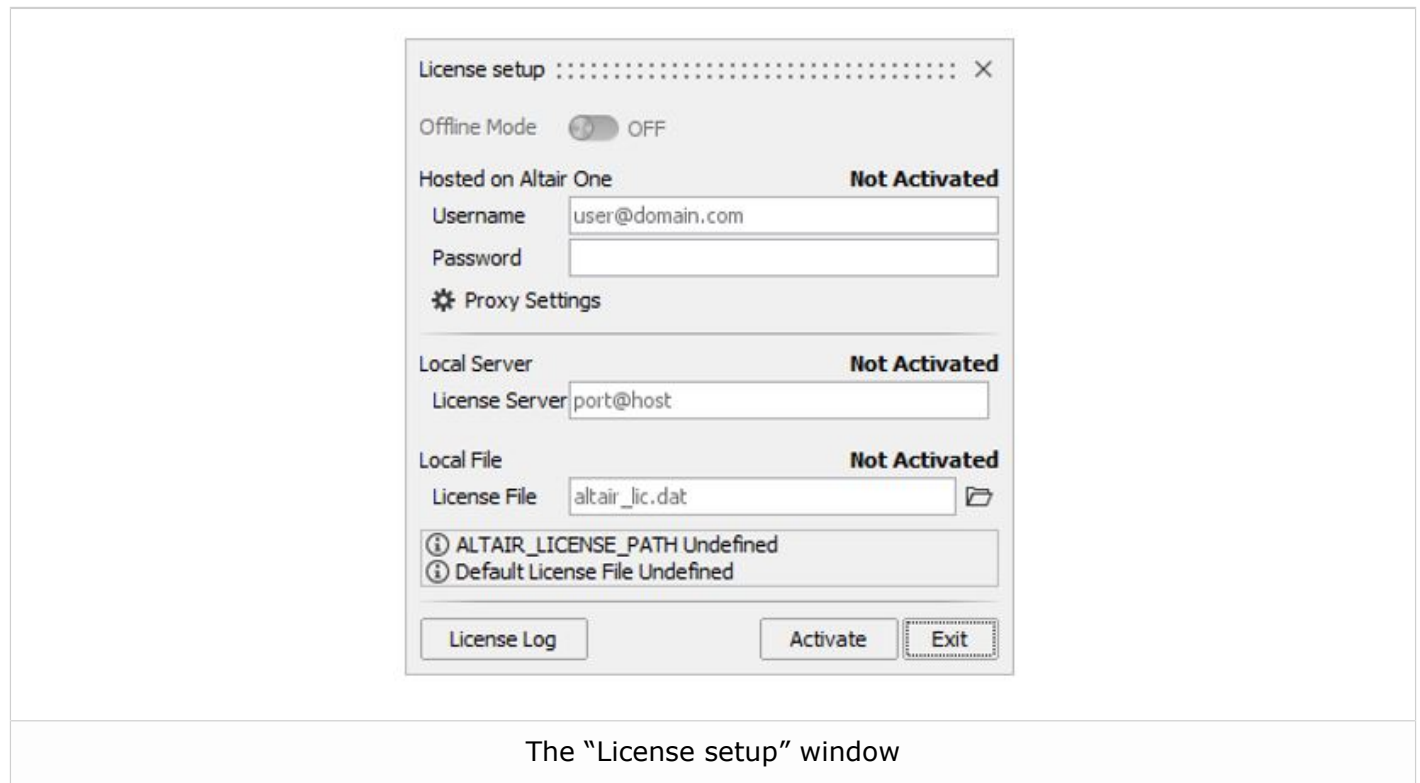 License setup
Offline Mode OFF
Hosted on Altair One Not Activated
Username user@domain.com
Password
Proxy Settings
Local Server Not Activated
License Server port@host
Local File Not Activated
License File altair_lic.dat
ALTAIR_LICENSE_PATH Undefined
Default License File Undefined
License Log Activate Exit
The “License setup” window